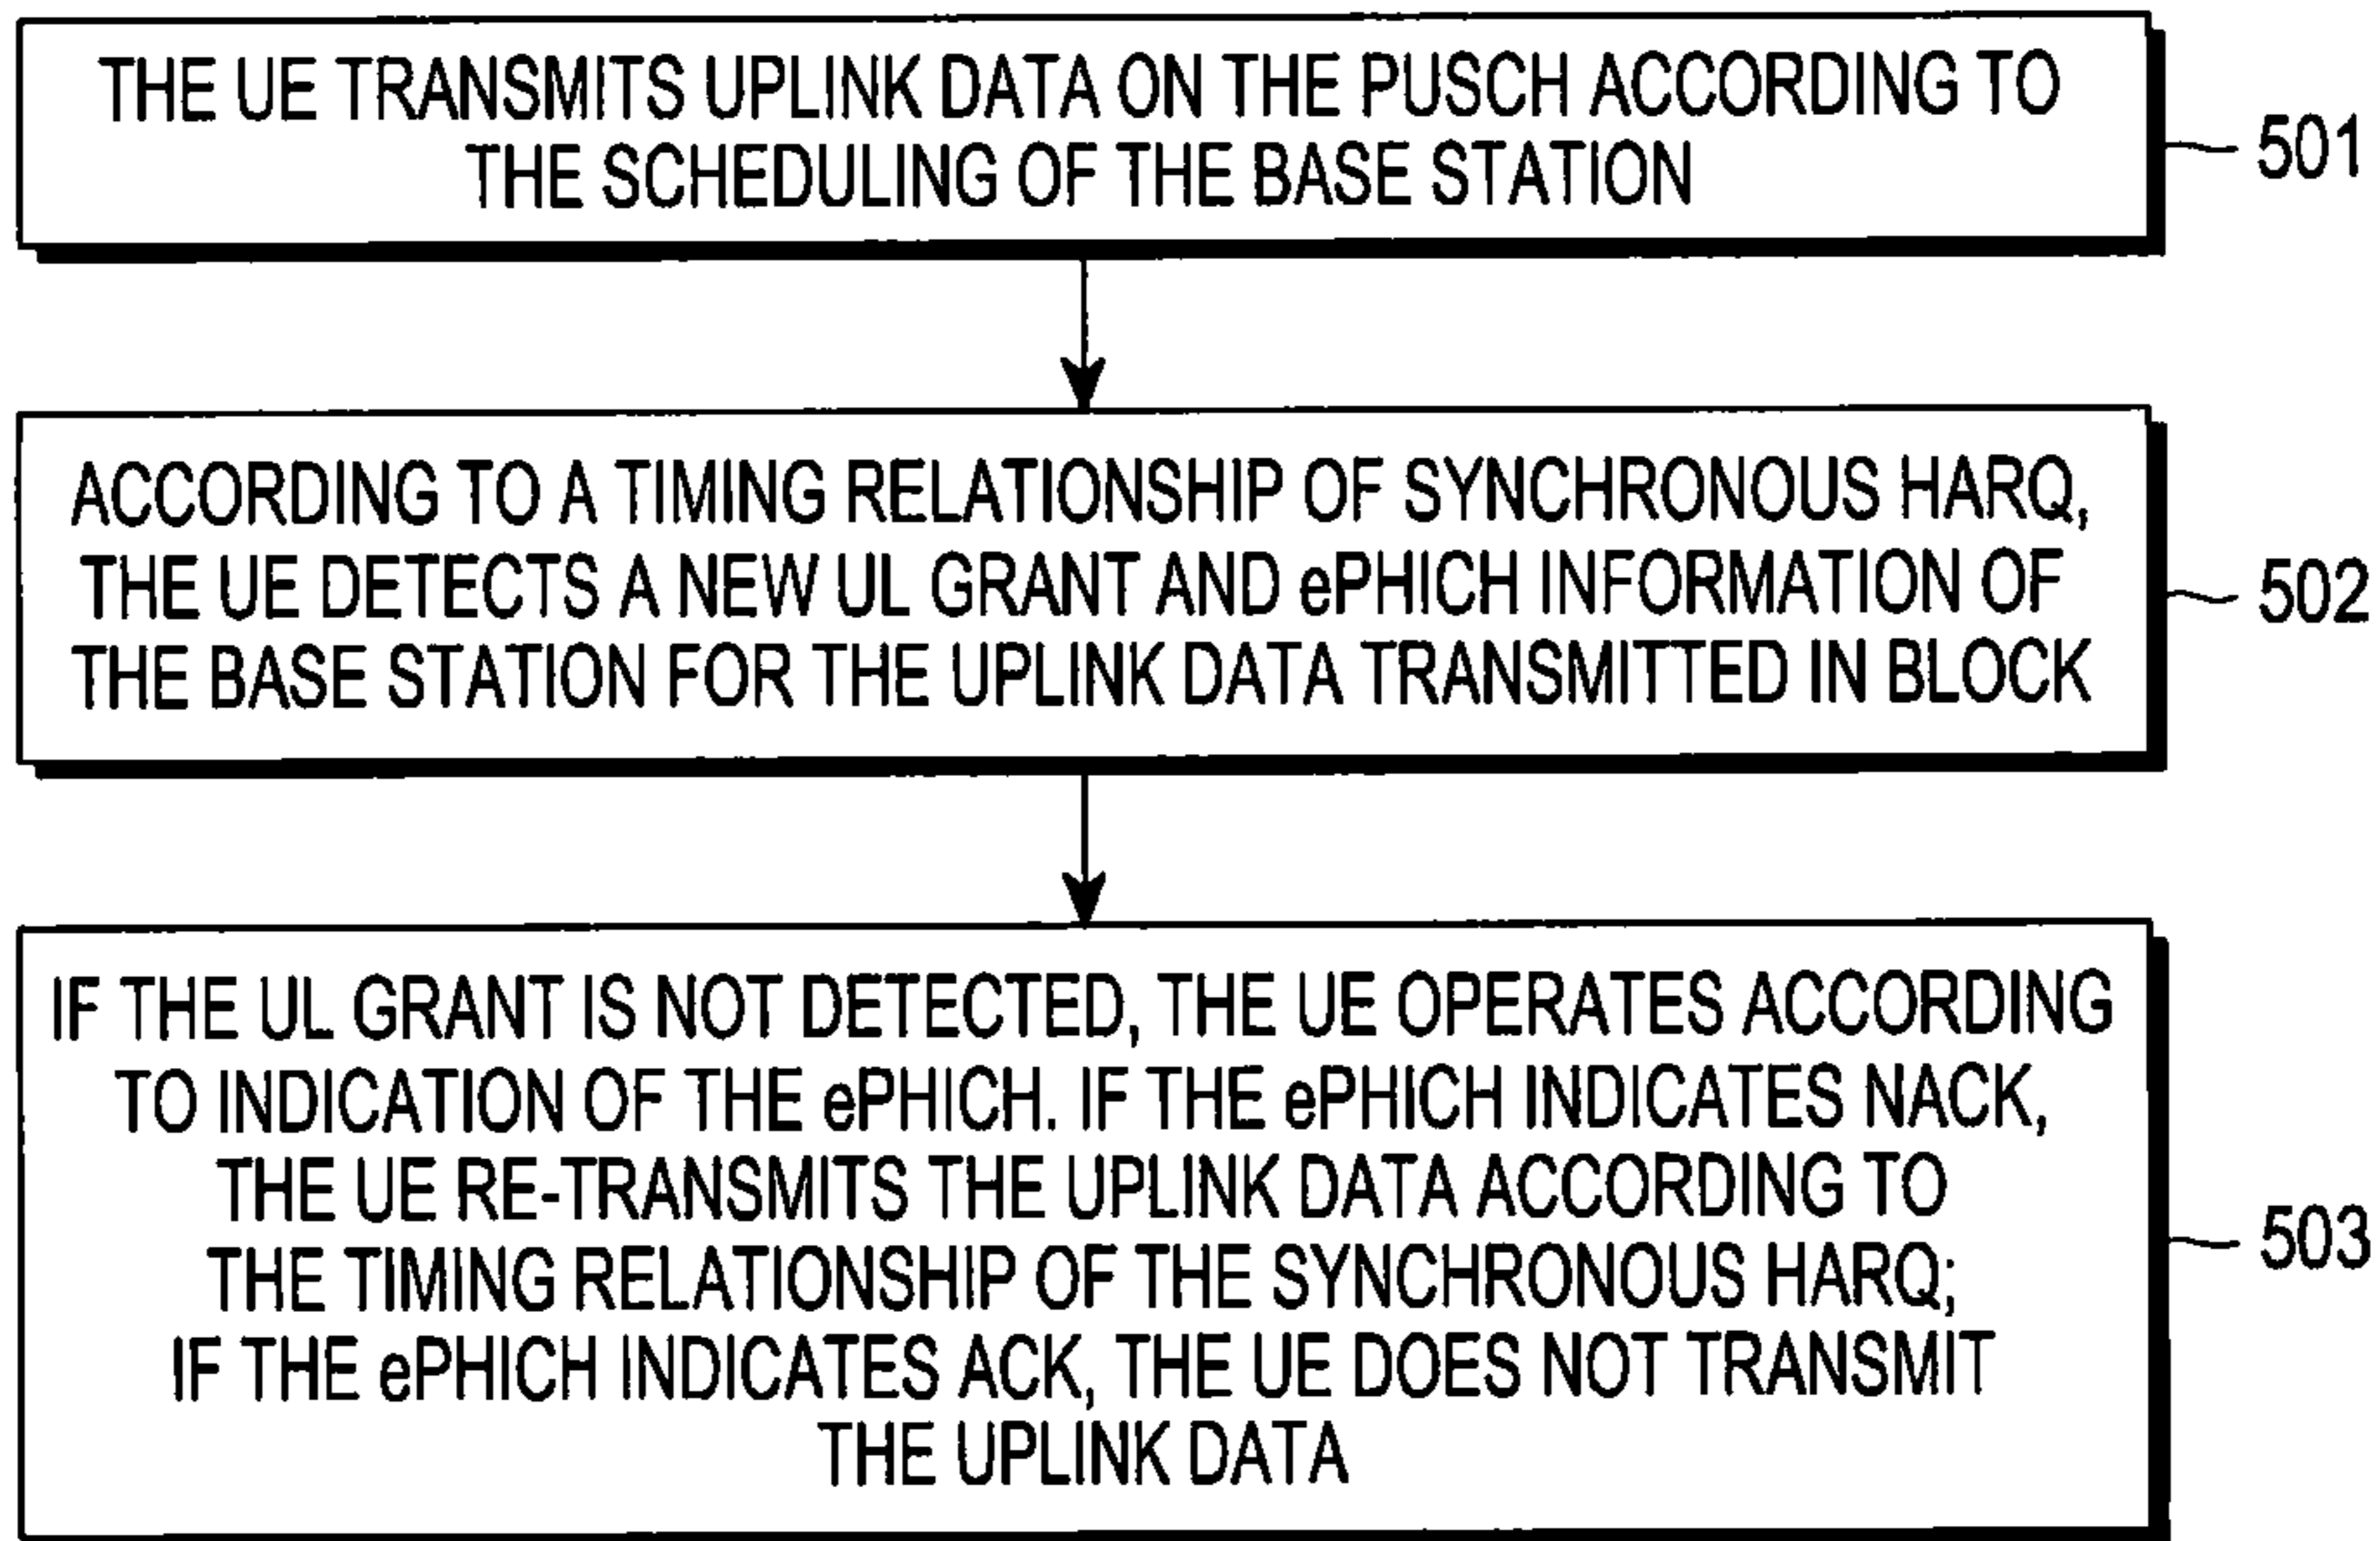 THE UE TRANSMITS UPLINK DATA ON THE PUSCH ACCORDING TO
THE SCHEDULING OF THE BASE STATION
501
ACCORDING TO A TIMING RELATIONSHIP OF SYNCHRONOUS HARQ,
THE UE DETECTS A NEW UL GRANT AND ePHICH INFORMATION OF
THE BASE STATION FOR THE UPLINK DATA TRANSMITTED IN BLOCK
502
IF THE UL GRANT IS NOT DETECTED, THE UE OPERATES ACCORDING
TO INDICATION OF THE ePHICH. IF THE ePHICH INDICATES NACK,
THE UE RE-TRANSMITS THE UPLINK DATA ACCORDING TO
THE TIMING RELATIONSHIP OF THE SYNCHRONOUS HARQ;
IF THE ePHICH INDICATES ACK, THE UE DOES NOT TRANSMIT
THE UPLINK DATA
503